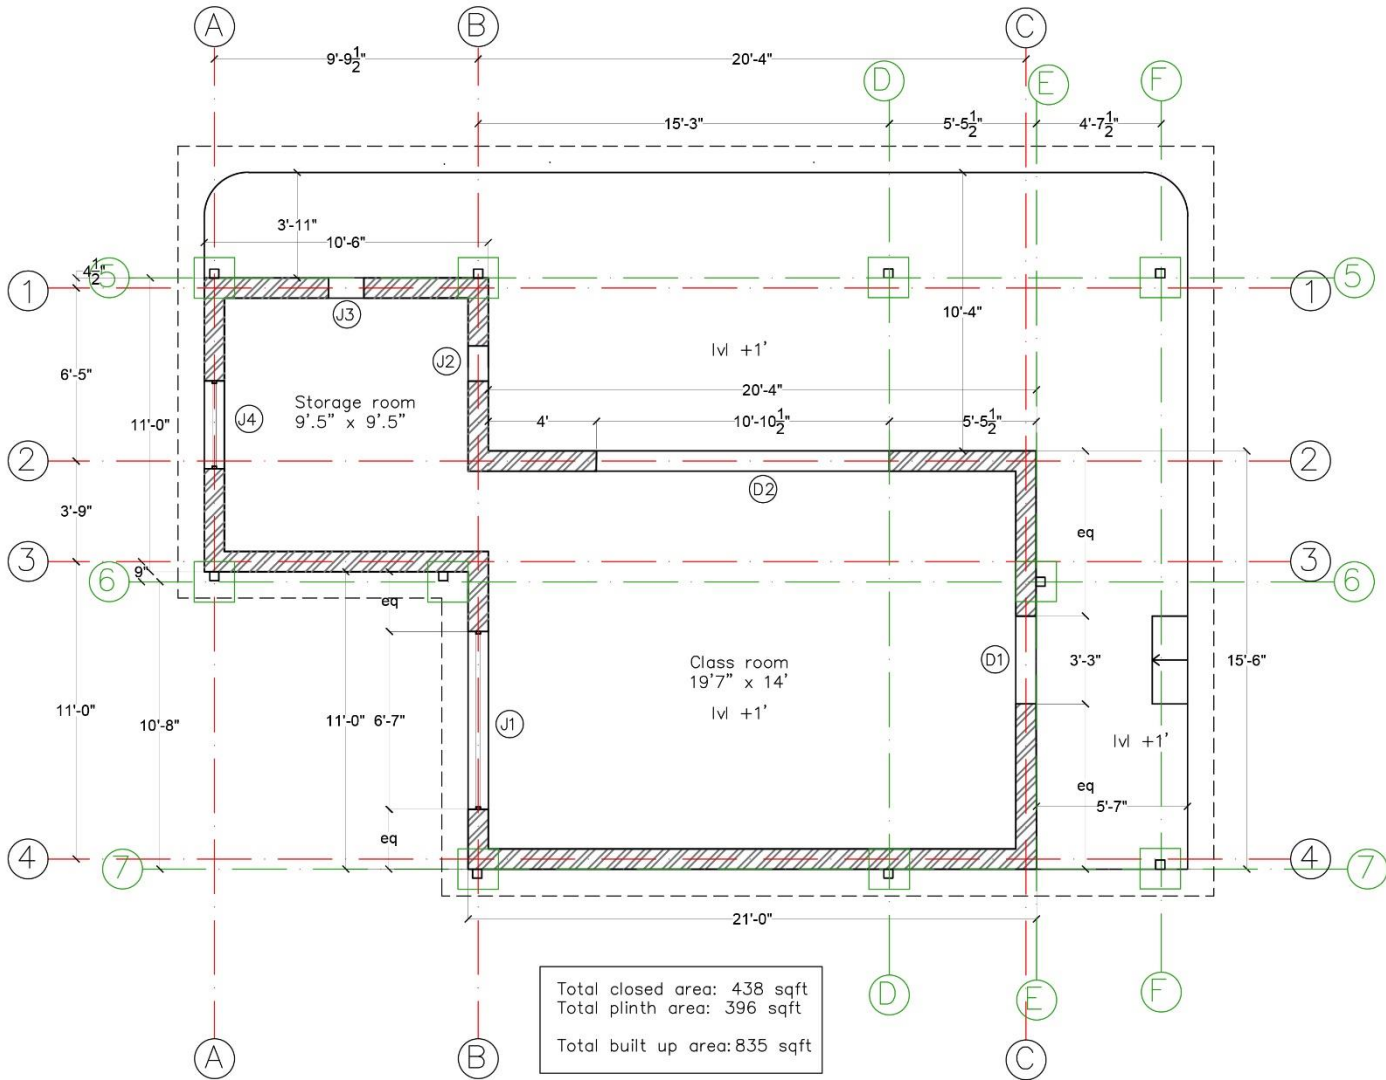 A
B
C
9'-9½"
20'-4"
D
E
F
15'-3"
5'-5½"
4'-7½"
3'-11"
10'-6"
4½"
5
5
1
1
J3
10'-4"
lvl +1'
J2
6'-5"
20'-4"
Storage room
9'.5" x 9'.5"
J4
11'-0"
4'
10'-10½"
5'-5½"
2
2
D2
3'-9"
eq
3
3
9"
6
6
eq
Class room
19'7" x 14'
lvl +1'
D1
3'-3"
15'-6"
11'-0"
10'-8"
11'-0"
6'-7"
J1
lvl +1'
eq
5'-7"
eq
4
4
7
7
21'-0"
Total closed area: 438 sqft
Total plinth area: 396 sqft
Total built up area: 835 sqft
D
E
F
A
B
C